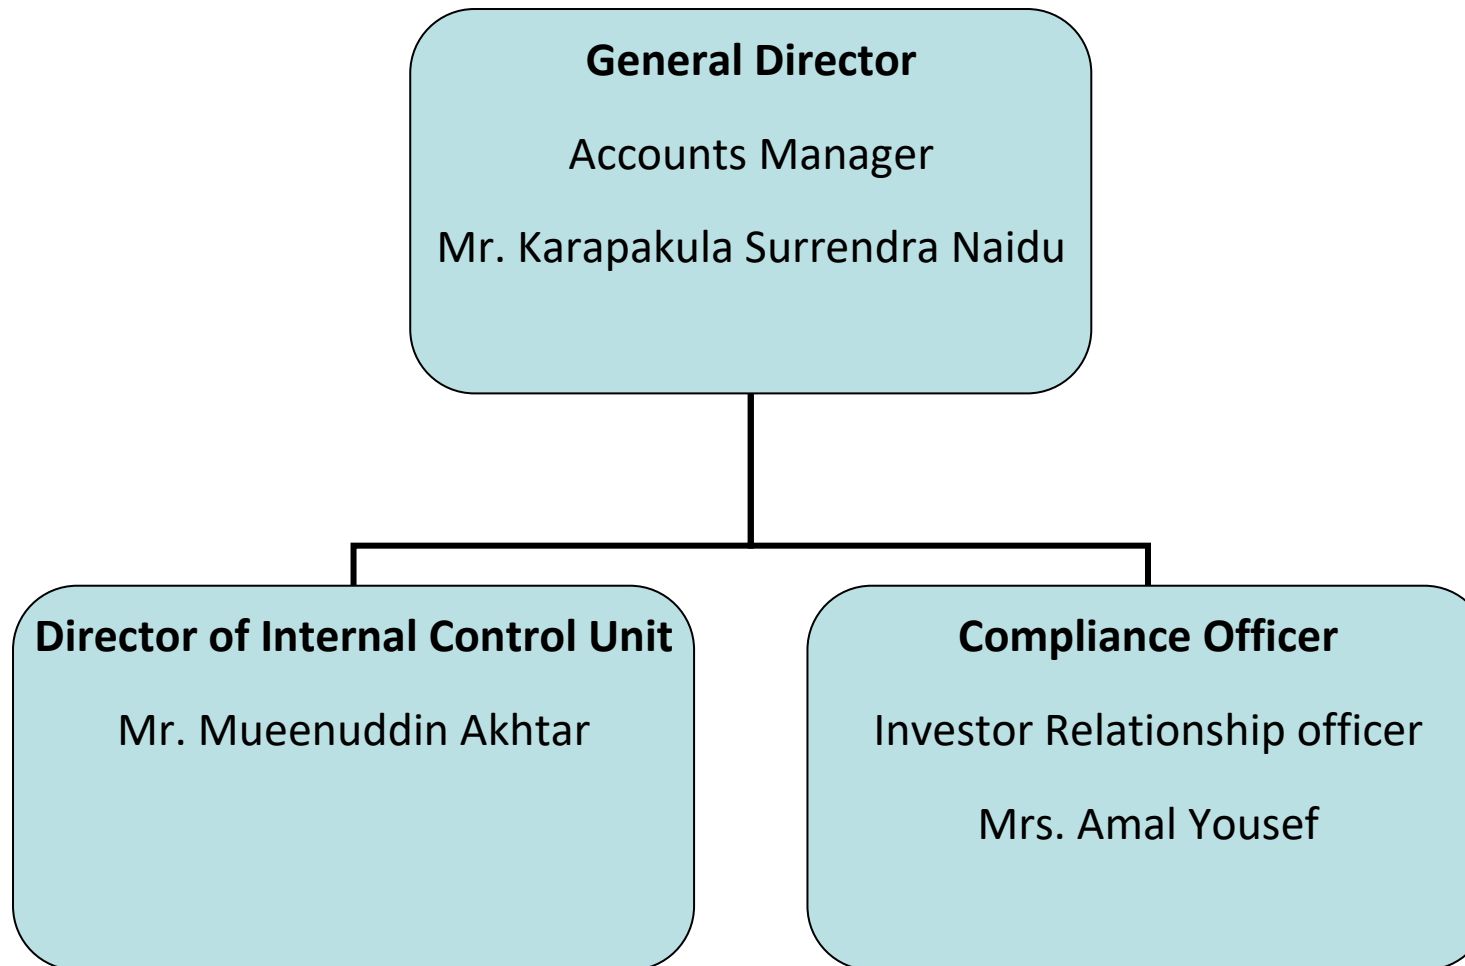 General Director
Accounts Manager
Mr. Karapakula Surrendra Naidu
Director of Internal Control Unit
Mr. Mueenuddin Akhtar
Compliance Officer
Investor Relationship officer
Mrs. Amal Yousef